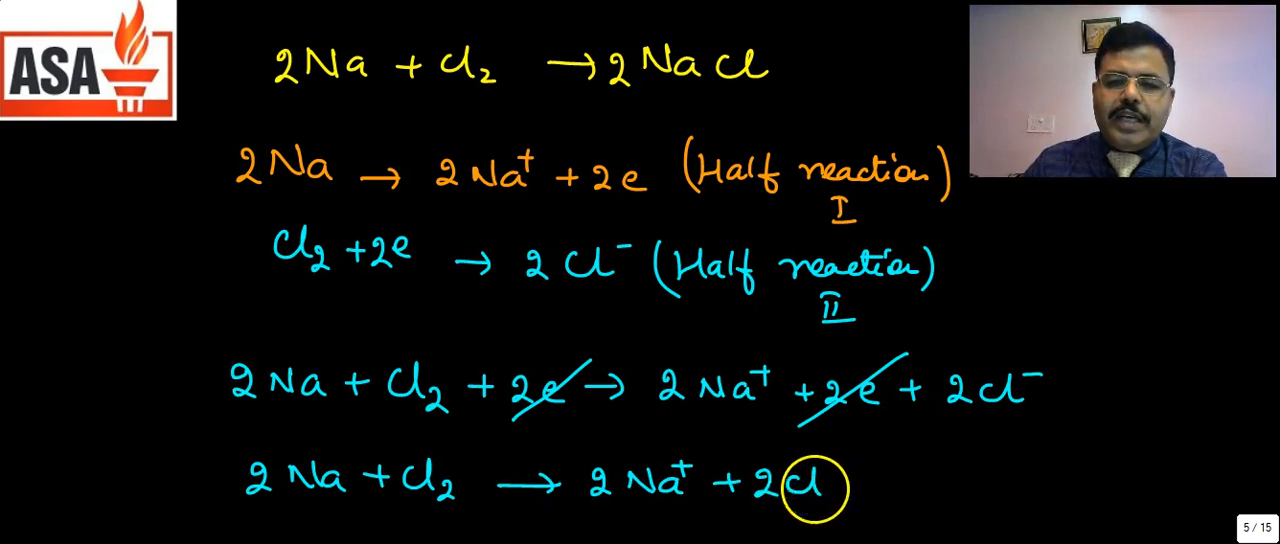 ASA
2Na + Cl₂ → 2NaCl
2Na → 2Na⁺ + 2e (Half reaction)
I
Cl₂ + 2e → 2Cl⁻ (Half reaction)
II
2Na + Cl₂ + 2e → 2Na⁺ + 2e + 2Cl⁻
2Na + Cl₂ → 2Na⁺ + 2Cl
5 / 15